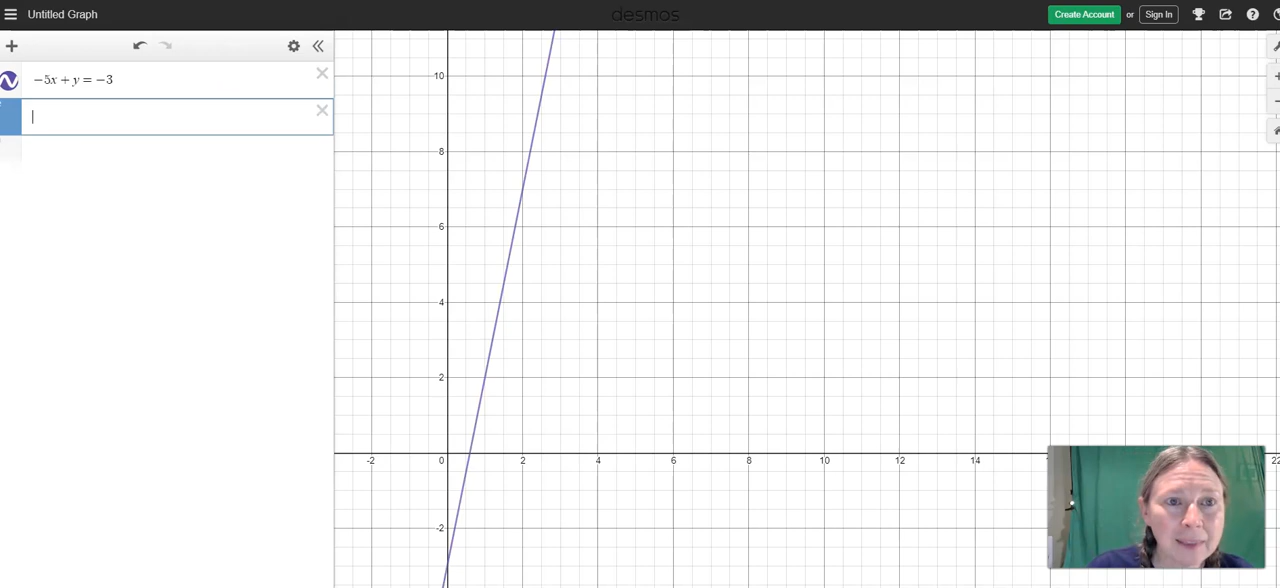 Untitled Graph
desmos
Create Account or Sign In
−5x + y = −3
10
8
6
4
2
-2
-2 0 2 4 6 8 10 12 14 22